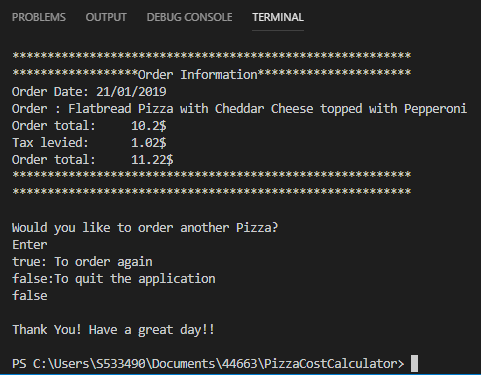 PROBLEMS OUTPUT DEBUG CONSOLE TERMINAL
*********************************************************
******************Order Information**********************
Order Date: 21/01/2019
Order : Flatbread Pizza with Cheddar Cheese topped with Pepperoni
Order total:     10.2$
Tax levied:      1.02$
Order total:     11.22$
*********************************************************
*********************************************************
Would you like to order another Pizza?
Enter
true: To order again
false:To quit the application
false
Thank You! Have a great day!!
PS C:\Users\S533490\Documents\44663\PizzaCostCalculator>